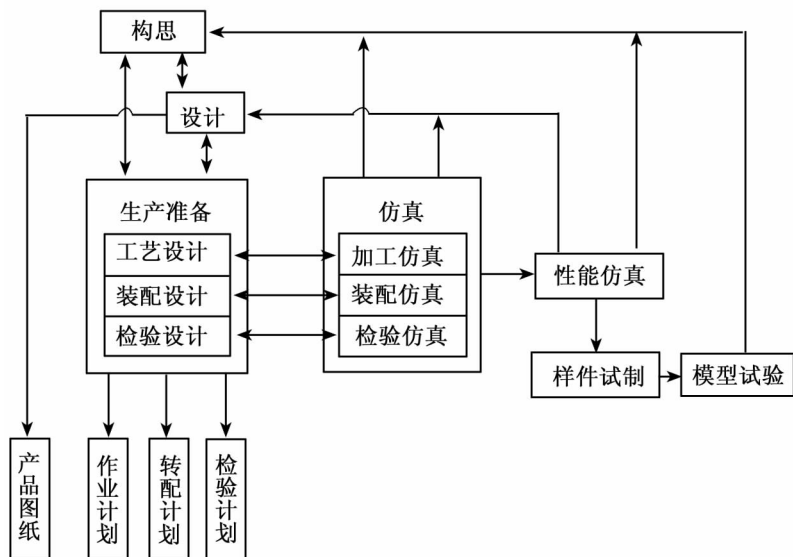 构思
设计
生产准备
工艺设计
装配设计
检验设计
仿真
加工仿真
装配仿真
检验仿真
性能仿真
样件试制
模型试验
产品图纸
作业计划
转配计划
检验计划